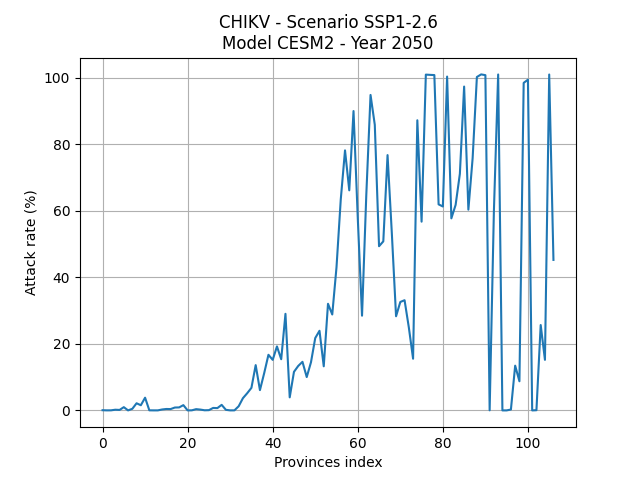 CHIKV - Scenario SSP1-2.6
Model CESM2 - Year 2050
100
80
60
40
20
0
Attack rate (%)
0 20 40 60 80 100
Provinces index